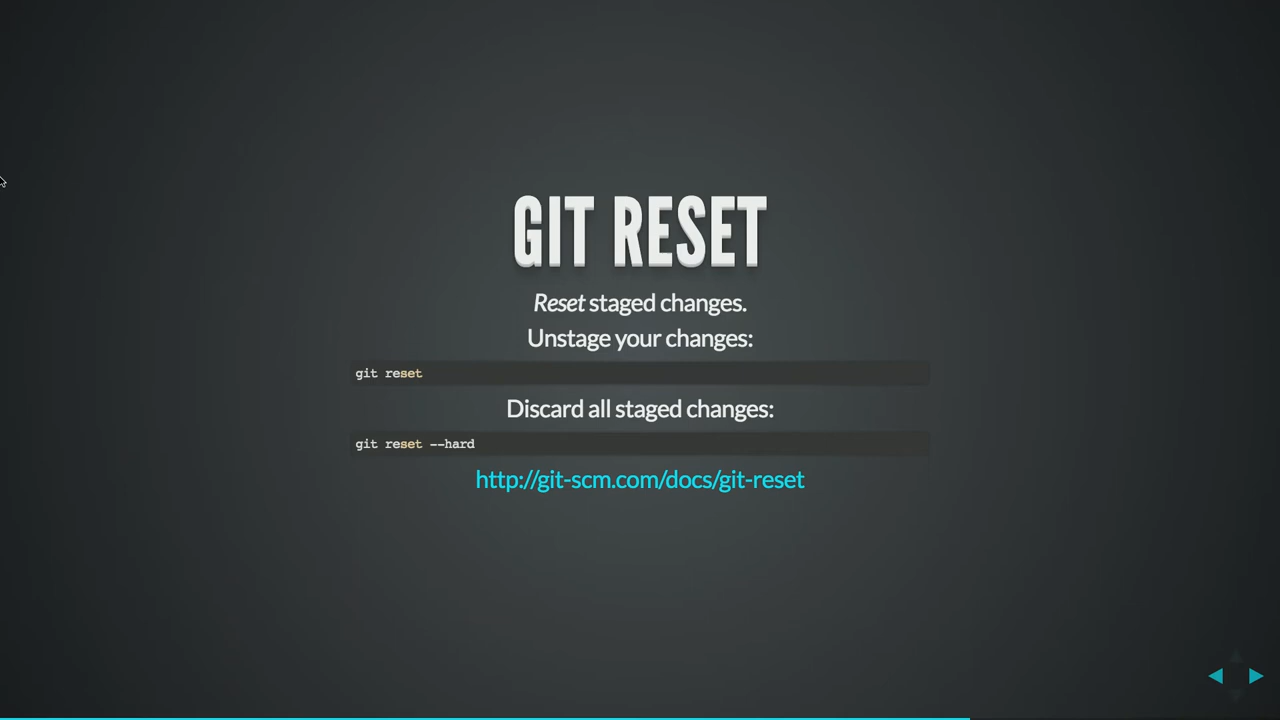 GIT RESET
Reset staged changes.
Unstage your changes:
git reset
Discard all staged changes:
git reset --hard
http://git-scm.com/docs/git-reset